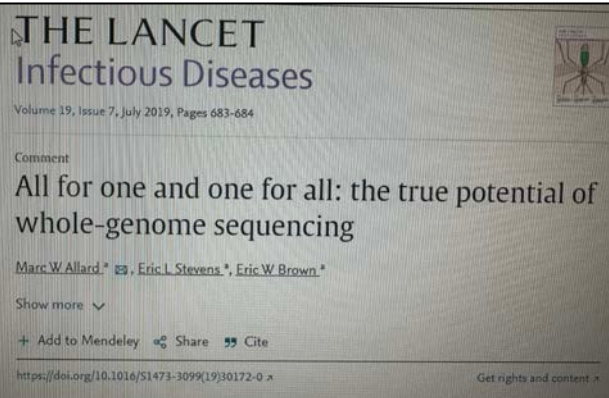 THE LANCET
Infectious Diseases
Volume 19, Issue 7, July 2019, Pages 683-684
Comment
All for one and one for all: the true potential of
whole-genome sequencing
Marc W Allard ª ✉, Eric L Stevens ª, Eric W Brown ª
Show more
+ Add to Mendeley Share Cite
https://doi.org/10.1016/S1473-3099(19)30172-0 Get rights and content